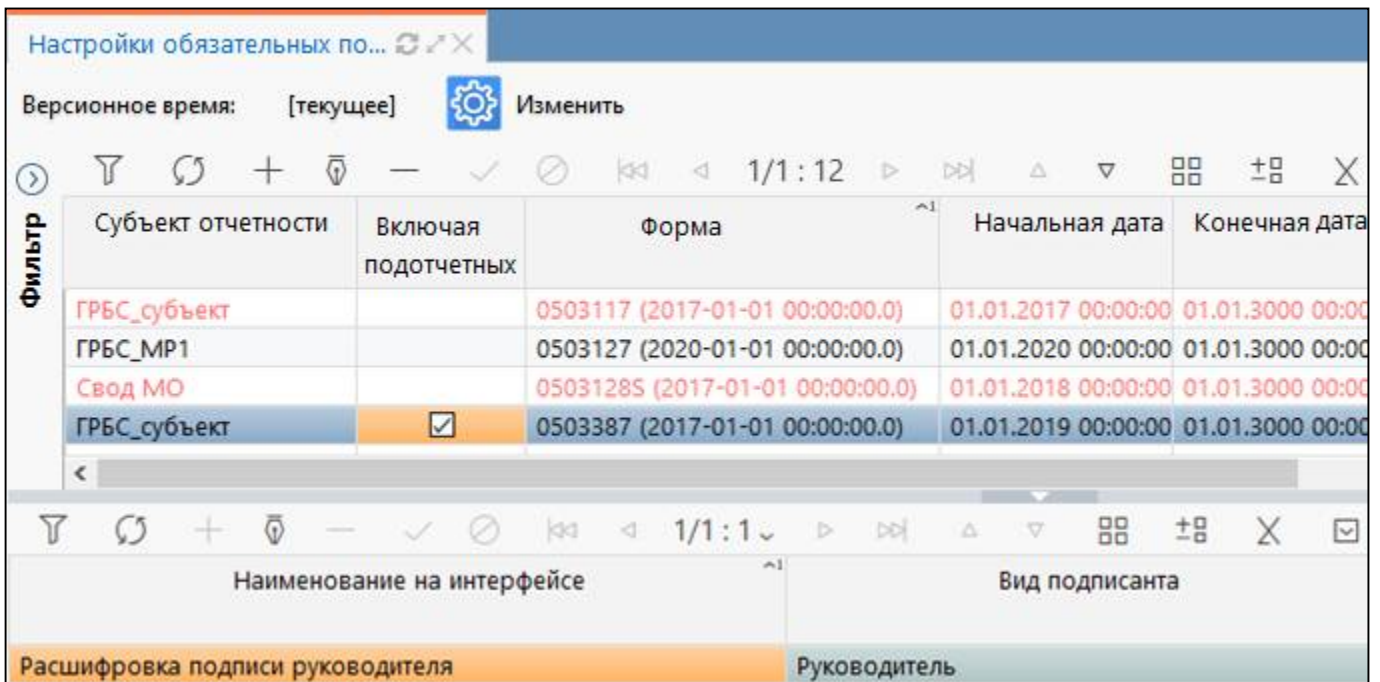 Настройки обязательных по...
Версионное время: [текущее] Изменить
1/1 : 12
Фильтр
Субъект отчетности Включая подотчетных Форма 1 Начальная дата Конечная дата
ГРБС_субъект 0503117 (2017-01-01 00:00:00.0) 01.01.2017 00:00:00 01.01.3000 00:00
ГРБС_МР1 0503127 (2020-01-01 00:00:00.0) 01.01.2020 00:00:00 01.01.3000 00:00
Свод МО 0503128S (2017-01-01 00:00:00.0) 01.01.2018 00:00:00 01.01.3000 00:00
ГРБС_субъект 0503387 (2017-01-01 00:00:00.0) 01.01.2019 00:00:00 01.01.3000 00:00
1/1 : 1
Наименование на интерфейсе 1 Вид подписанта
Расшифровка подписи руководителя Руководитель